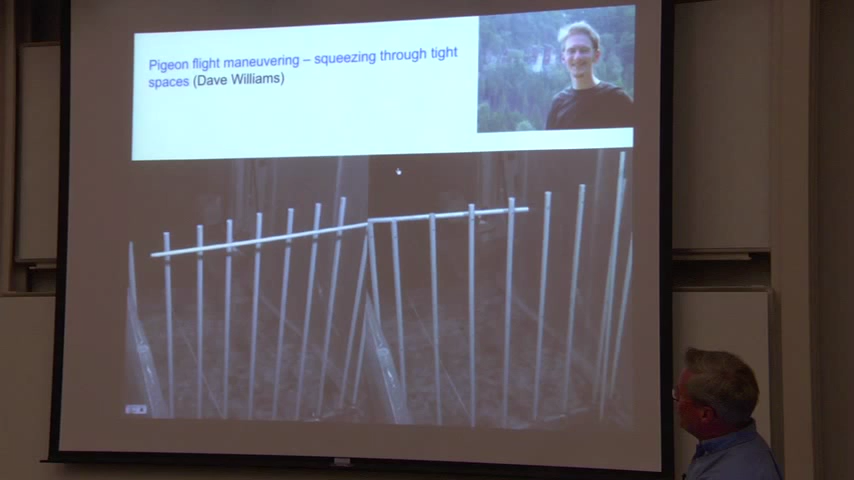 Pigeon flight maneuvering – squeezing through tight
spaces (Dave Williams)